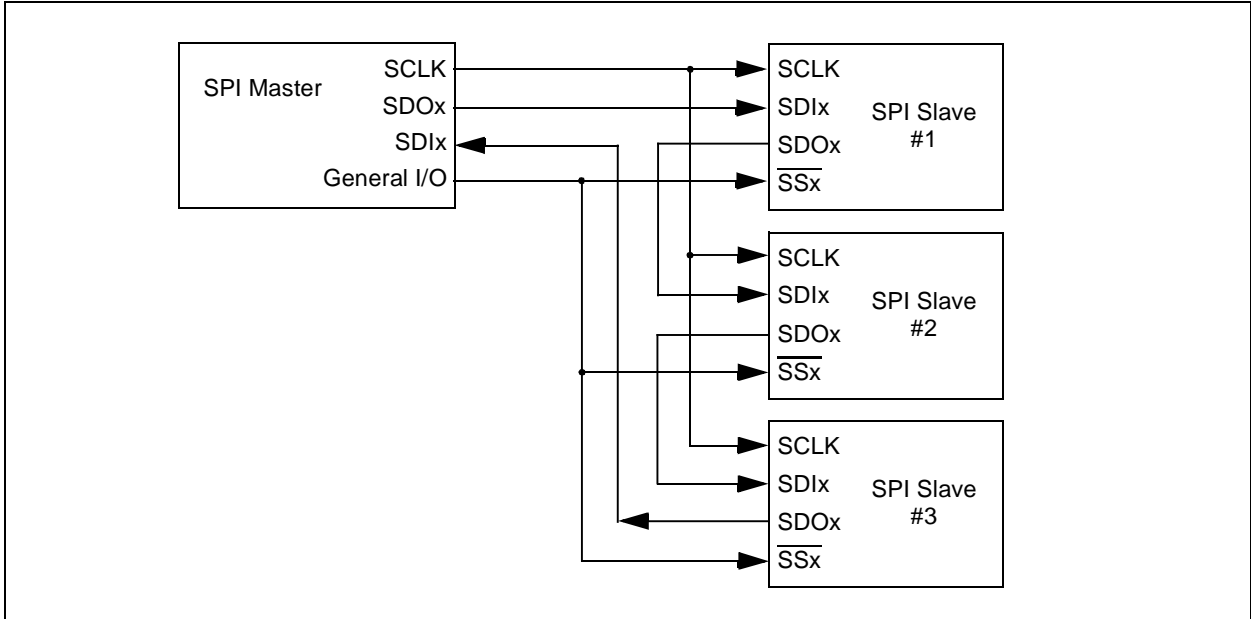 SPI Master
SCLK
SDOx
SDIx
General I/O
SCLK
SDIx
SDOx
SSx
SPI Slave
#1
SCLK
SDIx
SDOx
SSx
SPI Slave
#2
SCLK
SDIx
SDOx
SSx
SPI Slave
#3